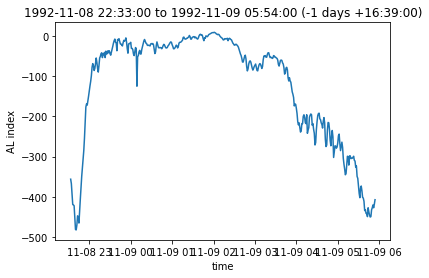 1992-11-08 22:33:00 to 1992-11-09 05:54:00 (-1 days +16:39:00)
AL index
0
−100
−200
−300
−400
−500
11-08 23 11-09 00 11-09 01 11-09 02 11-09 03 11-09 04 11-09 05 11-09 06
time